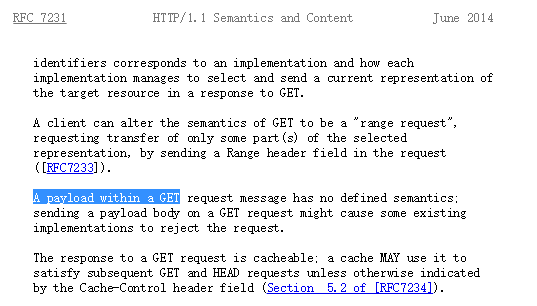 RFC 7231 HTTP/1.1 Semantics and Content June 2014
identifiers corresponds to an implementation and how each
implementation manages to select and send a current representation of
the target resource in a response to GET.
A client can alter the semantics of GET to be a "range request",
requesting transfer of only some part(s) of the selected
representation, by sending a Range header field in the request
([RFC7233]).
A payload within a GET request message has no defined semantics;
sending a payload body on a GET request might cause some existing
implementations to reject the request.
The response to a GET request is cacheable; a cache MAY use it to
satisfy subsequent GET and HEAD requests unless otherwise indicated
by the Cache-Control header field (Section 5.2 of [RFC7234]).